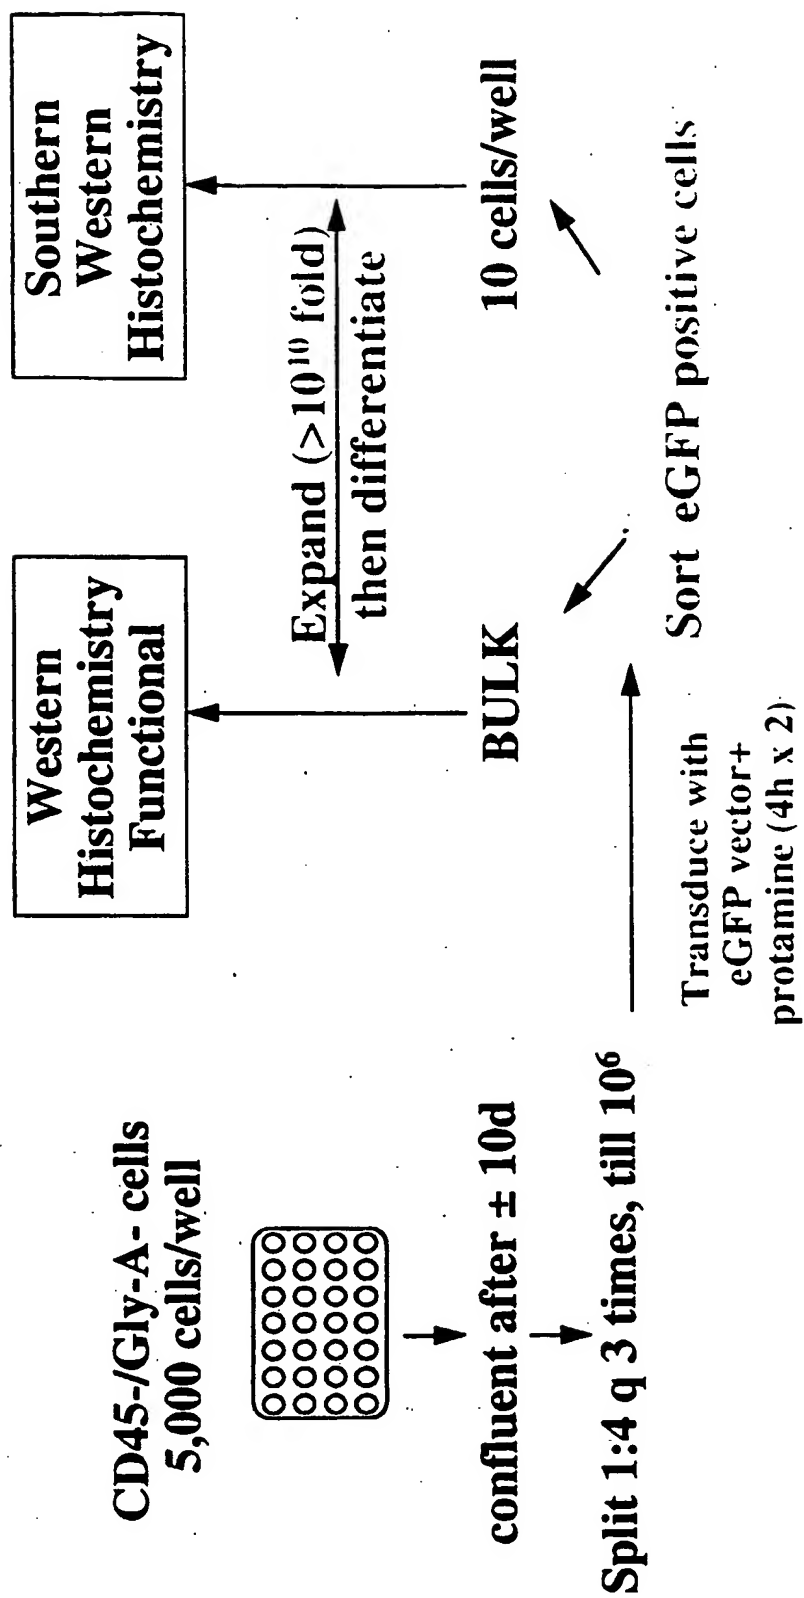 CD45-/Gly-A- cells
5,000 cells/well
confluent after ± 10d
Split 1:4 q 3 times, till 10⁶
Transduce with
eGFP vector+
protamine (4h x 2)
Sort eGFP positive cells
BULK
10 cells/well
Expand (>10¹⁰ fold)
then differentiate
Western
Histochemistry
Functional
Southern
Western
Histochemistry